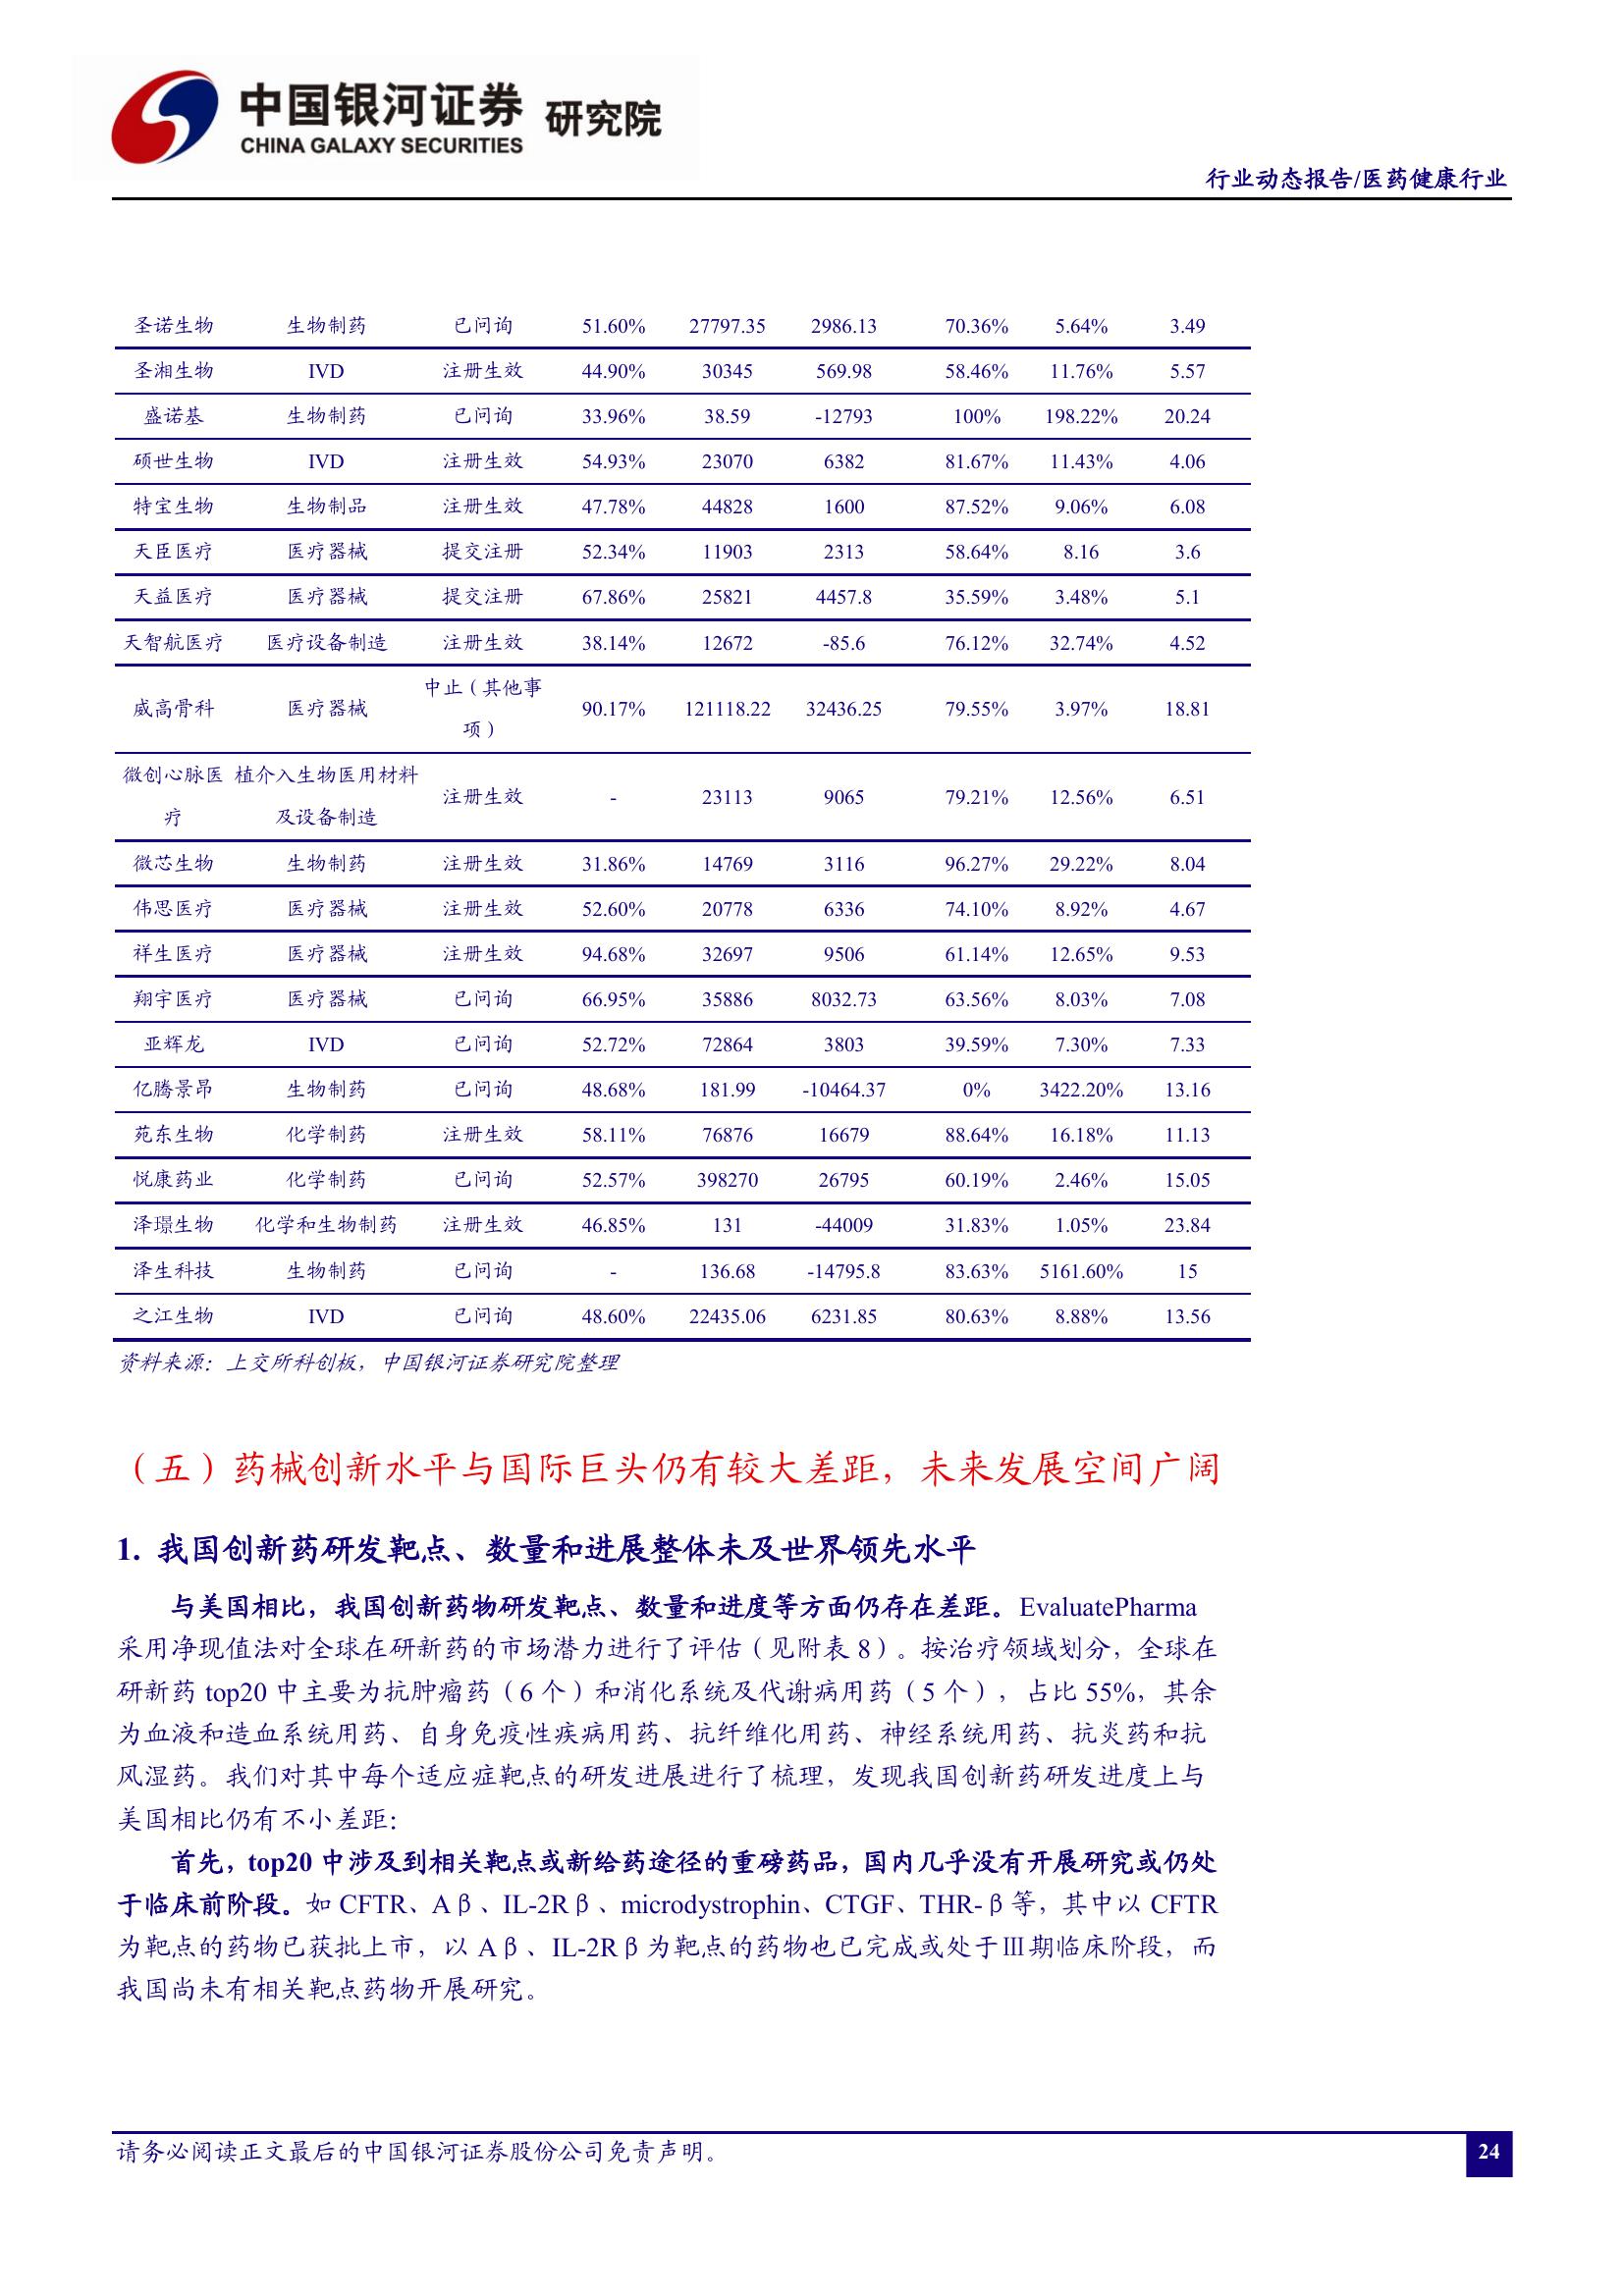 中国银河证券 研究院
CHINA GALAXY SECURITIES
行业动态报告/医药健康行业
圣诺生物 生物制药 已问询 51.60% 27797.35 2986.13 70.36% 5.64% 3.49
圣湘生物 IVD 注册生效 44.90% 30345 569.98 58.46% 11.76% 5.57
盛诺基 生物制药 已问询 33.96% 38.59 -12793 100% 198.22% 20.24
硕世生物 IVD 注册生效 54.93% 23070 6382 81.67% 11.43% 4.06
特宝生物 生物制品 注册生效 47.78% 44828 1600 87.52% 9.06% 6.08
天臣医疗 医疗器械 提交注册 52.34% 11903 2313 58.64% 8.16 3.6
天益医疗 医疗器械 提交注册 67.86% 25821 4457.8 35.59% 3.48% 5.1
天智航医疗 医疗设备制造 注册生效 38.14% 12672 -85.6 76.12% 32.74% 4.52
威高骨科 医疗器械 中止（其他事
项） 90.17% 121118.22 32436.25 79.55% 3.97% 18.81
微创心脉医 植介入生物医用材料
疗 及设备制造 注册生效 - 23113 9065 79.21% 12.56% 6.51
微芯生物 生物制药 注册生效 31.86% 14769 3116 96.27% 29.22% 8.04
伟思医疗 医疗器械 注册生效 52.60% 20778 6336 74.10% 8.92% 4.67
祥生医疗 医疗器械 注册生效 94.68% 32697 9506 61.14% 12.65% 9.53
翔宇医疗 医疗器械 已问询 66.95% 35886 8032.73 63.56% 8.03% 7.08
亚辉龙 IVD 已问询 52.72% 72864 3803 39.59% 7.30% 7.33
亿腾景昂 生物制药 已问询 48.68% 181.99 -10464.37 0% 3422.20% 13.16
苑东生物 化学制药 注册生效 58.11% 76876 16679 88.64% 16.18% 11.13
悦康药业 化学制药 已问询 52.57% 398270 26795 60.19% 2.46% 15.05
泽璟生物 化学和生物制药 注册生效 46.85% 131 -44009 31.83% 1.05% 23.84
泽生科技 生物制药 已问询 - 136.68 -14795.8 83.63% 5161.60% 15
之江生物 IVD 已问询 48.60% 22435.06 6231.85 80.63% 8.88% 13.56
资料来源：上交所科创板，中国银河证券研究院整理
（五）药械创新水平与国际巨头仍有较大差距，未来发展空间广阔
1. 我国创新药研发靶点、数量和进展整体未及世界领先水平
与美国相比，我国创新药物研发靶点、数量和进度等方面仍存在差距。EvaluatePharma
采用净现值法对全球在研新药的市场潜力进行了评估（见附表 8）。按治疗领域划分，全球在
研新药 top20 中主要为抗肿瘤药（6 个）和消化系统及代谢病用药（5 个），占比 55%，其余
为血液和造血系统用药、自身免疫性疾病用药、抗纤维化用药、神经系统用药、抗炎药和抗
风湿药。我们对其中每个适应症靶点的研发进展进行了梳理，发现我国创新药研发进度上与
美国相比仍有不小差距：
首先，top20 中涉及到相关靶点或新给药途径的重磅药品，国内几乎没有开展研究或仍处
于临床前阶段。如 CFTR、Aβ、IL-2Rβ、microdystrophin、CTGF、THR-β等，其中以 CFTR
为靶点的药物已获批上市，以 Aβ、IL-2Rβ为靶点的药物也已完成或处于Ⅲ期临床阶段，而
我国尚未有相关靶点药物开展研究。
请务必阅读正文最后的中国银河证券股份公司免责声明。
24